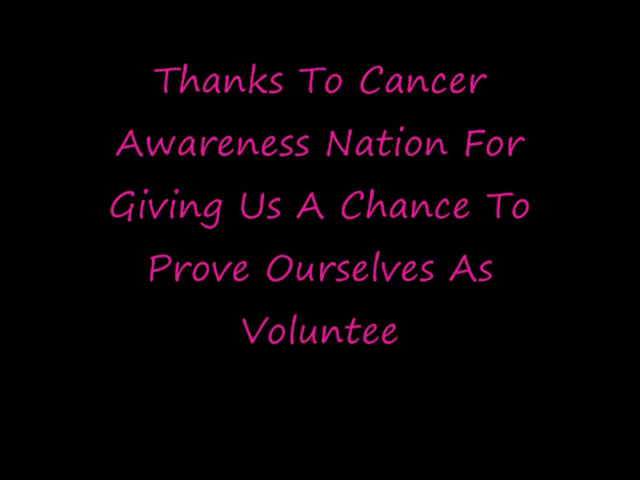 Thanks To Cancer
Awareness Nation For
Giving Us A Chance To
Prove Ourselves As
Voluntee